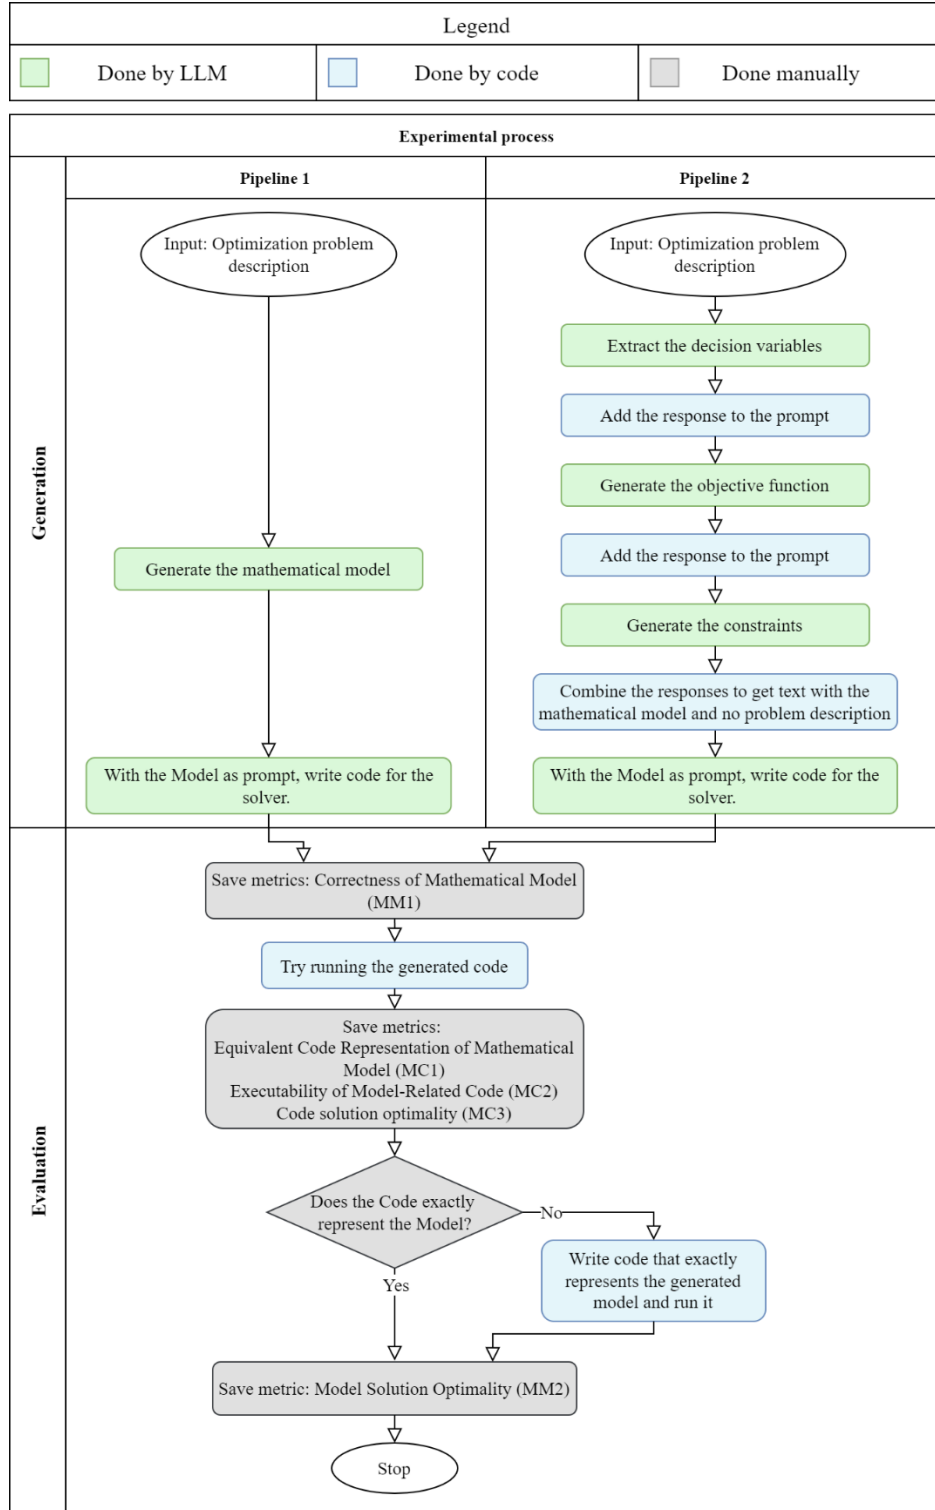 Legend
Done by LLM
Done by code
Done manually
Experimental process
Generation
Pipeline 1
Pipeline 2
Input: Optimization problem
description
Generate the mathematical model
With the Model as prompt, write code for the
solver.
Input: Optimization problem
description
Extract the decision variables
Add the response to the prompt
Generate the objective function
Add the response to the prompt
Generate the constraints
Combine the responses to get text with the
mathematical model and no problem description
With the Model as prompt, write code for the
solver.
Evaluation
Save metrics: Correctness of Mathematical Model
(MM1)
Try running the generated code
Save metrics:
Equivalent Code Representation of Mathematical
Model (MC1)
Executability of Model-Related Code (MC2)
Code solution optimality (MC3)
Does the Code exactly
represent the Model?
No
Yes
Write code that exactly
represents the generated
model and run it
Save metric: Model Solution Optimality (MM2)
Stop